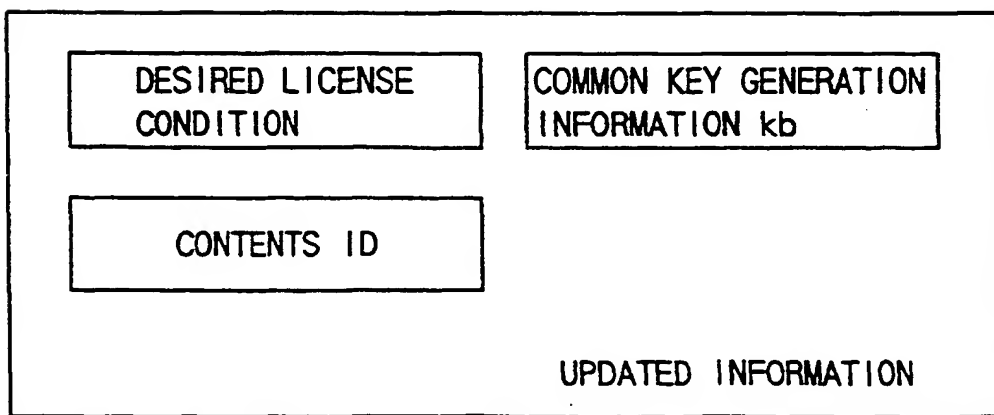 DESIRED LICENSE
CONDITION
COMMON KEY GENERATION
INFORMATION kb
CONTENTS ID
UPDATED INFORMATION